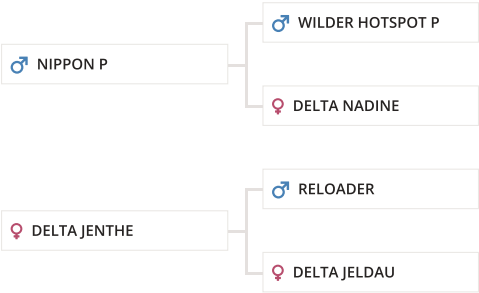 WILDER HOTSPOT P
NIPPON P
DELTA NADINE
RELOADER
DELTA JENTHE
DELTA JELDAU